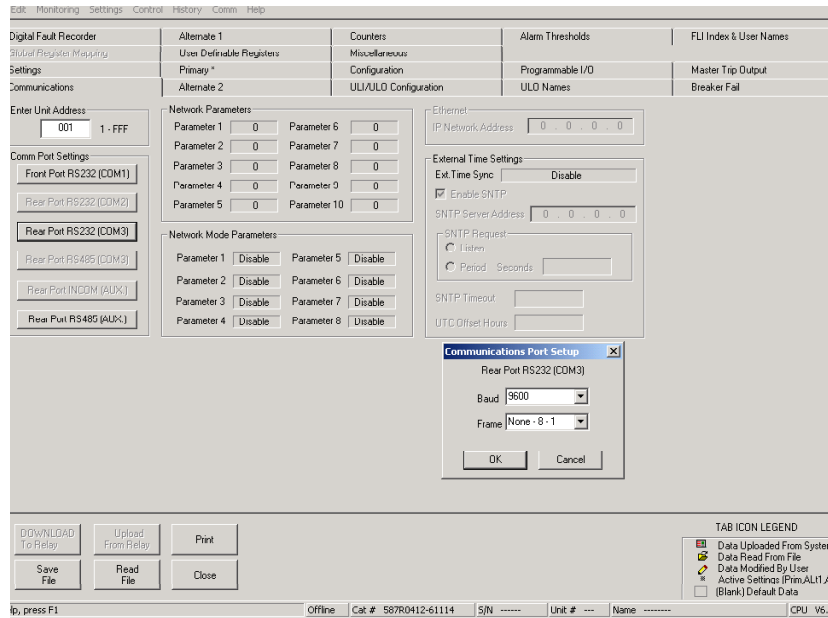 Edit Monitoring Settings Control History Comm Help
Digital Fault Recorder Alternate 1 Counters Alarm Thresholds FLI Index & User Names
Global Register Mapping User Definable Registers Miscellaneous
Settings Primary * Configuration Programmable I/O Master Trip Output
Communications Alternate 2 ULI/ULO Configuration ULO Names Breaker Fail
Enter Unit Address
001 1 - FFF
Comm Port Settings
Front Port RS232 (COM1)
Rear Port RS232 (COM2)
Rear Port RS232 (COM3)
Rear Port RS485 (COM3)
Rear Port INCOM (AUX.)
Rear Port RS485 (AUX.)
Network Parameters
Parameter 1 0 Parameter 6 0
Parameter 2 0 Parameter 7 0
Parameter 3 0 Parameter 8 0
Parameter 4 0 Parameter 9 0
Parameter 5 0 Parameter 10 0
Network Mode Parameters
Parameter 1 Disable Parameter 5 Disable
Parameter 2 Disable Parameter 6 Disable
Parameter 3 Disable Parameter 7 Disable
Parameter 4 Disable Parameter 8 Disable
Ethernet
IP Network Address 0 . 0 . 0 . 0
External Time Settings
Ext.Time Sync Disable
Enable SNTP
SNTP Server Address 0 . 0 . 0 . 0
SNTP Request
Listen
Period Seconds
SNTP Timeout
UTC Offset Hours
Communications Port Setup
Rear Port RS232 (COM3)
Baud 9600
Frame None - 8 - 1
OK Cancel
DOWNLOAD To Relay
Upload From Relay
Print
Save File
Read File
Close
TAB ICON LEGEND
Data Uploaded From System
Data Read From File
Data Modified By User
* Active Settings (Prim,ALt1,A
(Blank) Default Data
lp, press F1 Offline Cat # 587R0412-61114 S/N ------ Unit # --- Name -------- CPU V6.